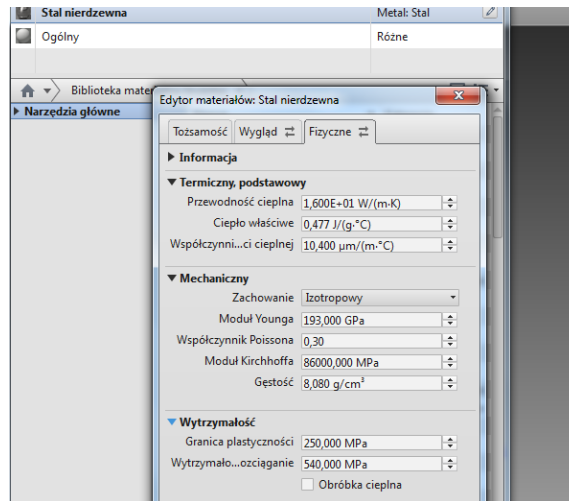 Stal nierdzewna Metal: Stal
Ogólny Różne
Biblioteka mate
Narzędzia główne
Edytor materiałów: Stal nierdzewna
Tożsamość Wygląd Fizyczne
Informacja
Termiczny, podstawowy
Przewodność cieplna 1,600E+01 W/(m·K)
Ciepło właściwe 0,477 J/(g·°C)
Współczynni...ci cieplnej 10,400 μm/(m·°C)
Mechaniczny
Zachowanie Izotropowy
Moduł Younga 193,000 GPa
Współczynnik Poissona 0,30
Moduł Kirchhoffa 86000,000 MPa
Gęstość 8,080 g/cm³
Wytrzymałość
Granica plastyczności 250,000 MPa
Wytrzymało...ozciąganie 540,000 MPa
Obróbka cieplna